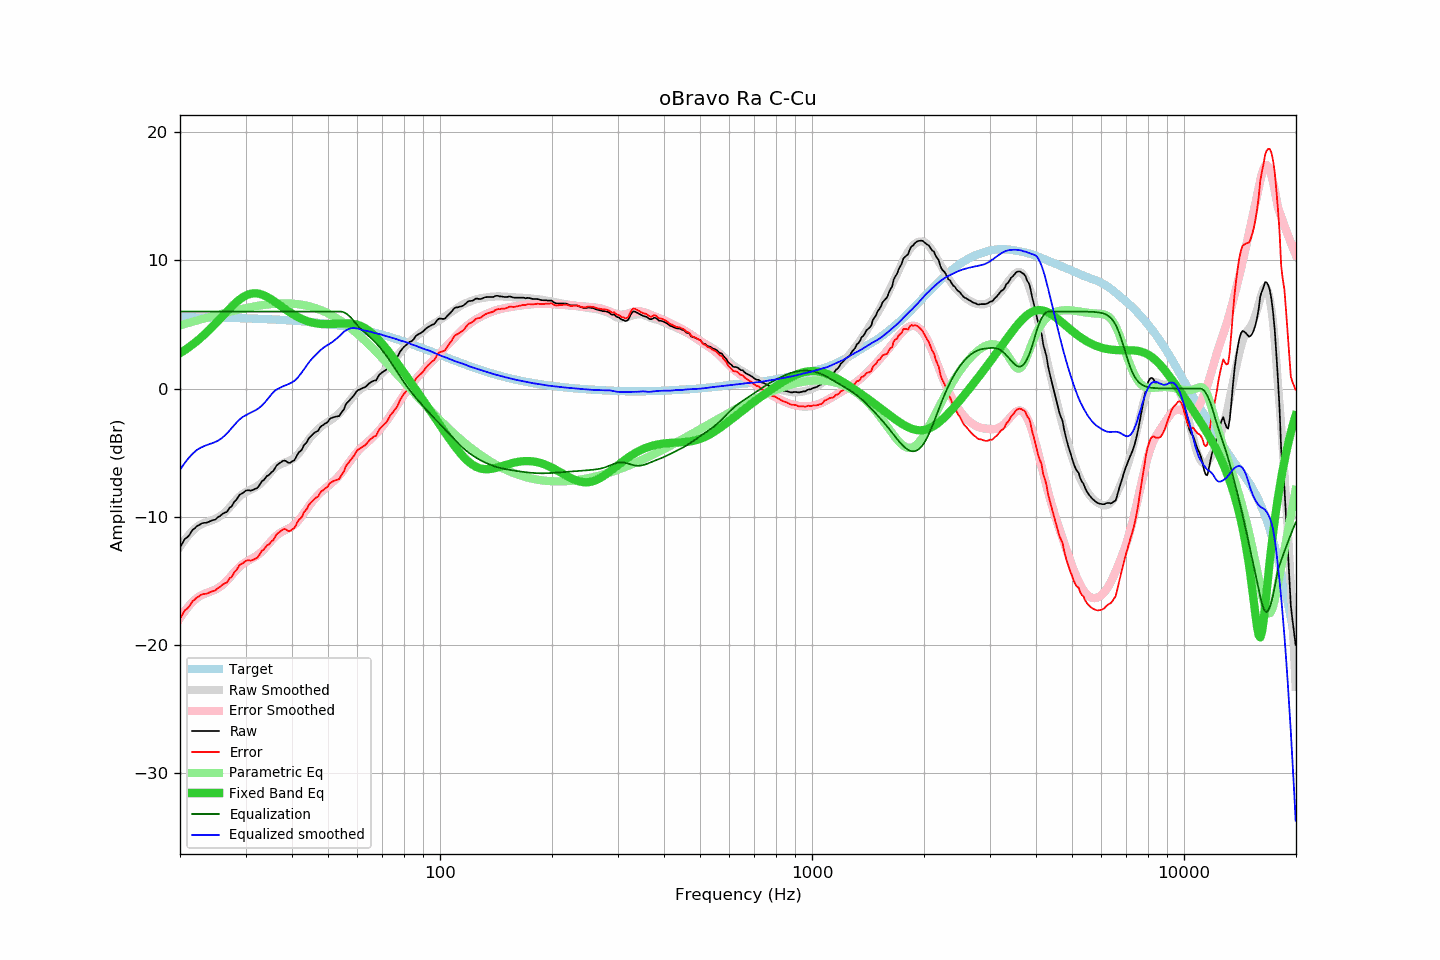 oBravo Ra C-Cu
20
10
0
−10
−20
−30
Amplitude (dBr)
Target
Raw Smoothed
Error Smoothed
Raw
Error
Parametric Eq
Fixed Band Eq
Equalization
Equalized smoothed
100 1000 10000
Frequency (Hz)